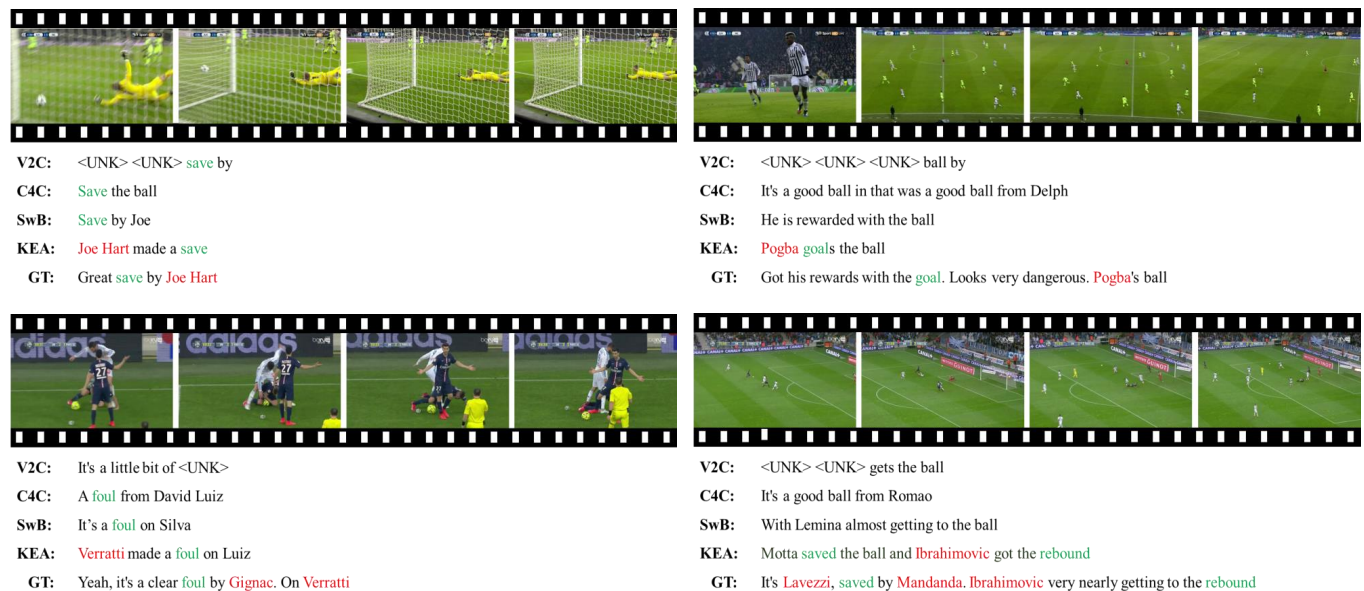 V2C: <UNK> <UNK> save by
C4C: Save the ball
SwB: Save by Joe
KEA: Joe Hart made a save
GT: Great save by Joe Hart
V2C: <UNK> <UNK> <UNK> ball by
C4C: It's a good ball in that was a good ball from Delph
SwB: He is rewarded with the ball
KEA: Pogba goals the ball
GT: Got his rewards with the goal. Looks very dangerous. Pogba's ball
adidas
adidas
27
27
V2C: It's a little bit of <UNK>
C4C: A foul from David Luiz
SwB: It’s a foul on Silva
KEA: Verratti made a foul on Luiz
GT: Yeah, it's a clear foul by Gignac. On Verratti
CANAL+
V2C: <UNK> <UNK> gets the ball
C4C: It's a good ball from Romao
SwB: With Lemina almost getting to the ball
KEA: Motta saved the ball and Ibrahimovic got the rebound
GT: It's Lavezzi, saved by Mandanda. Ibrahimovic very nearly getting to the rebound